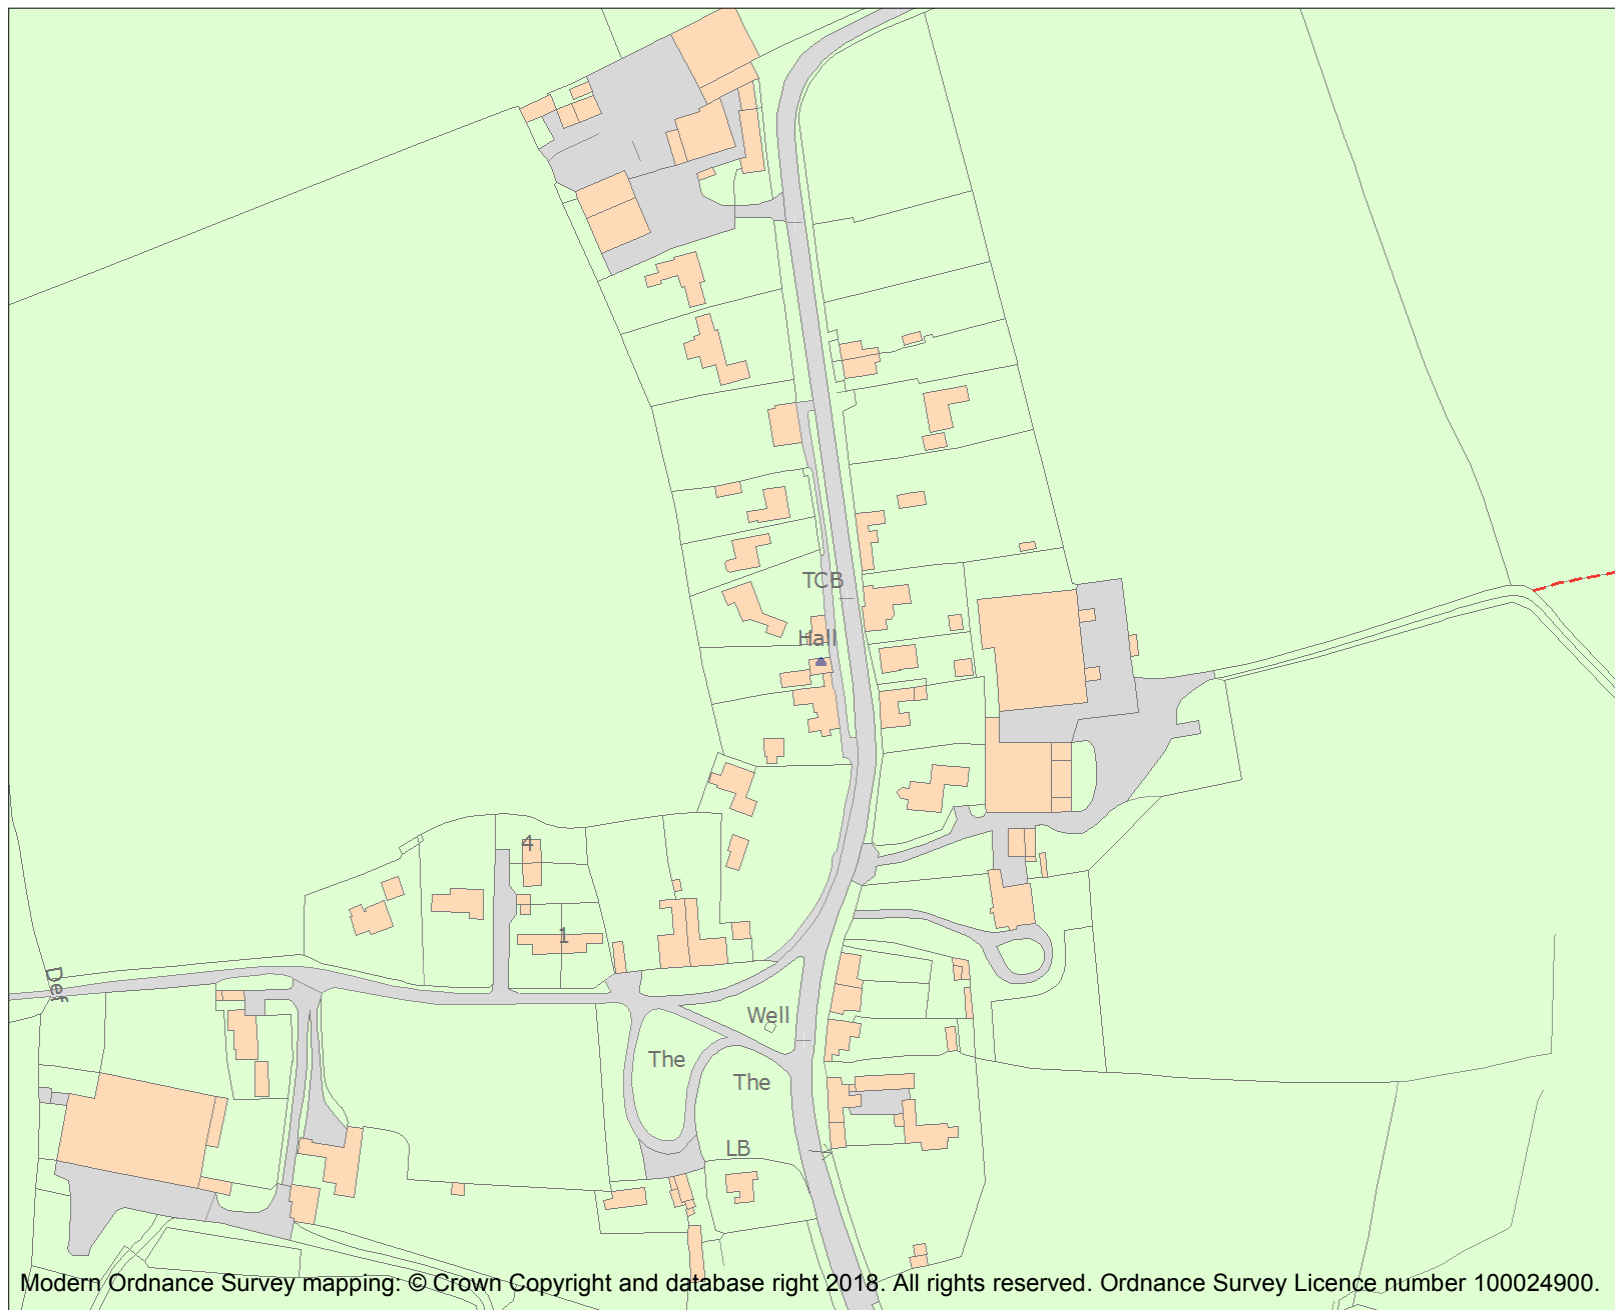 TCB
Hall
4
1
Def
Well
The
The
LB
Modern Ordnance Survey mapping: © Crown Copyright and database right 2018. All rights reserved. Ordnance Survey Licence number 100024900.